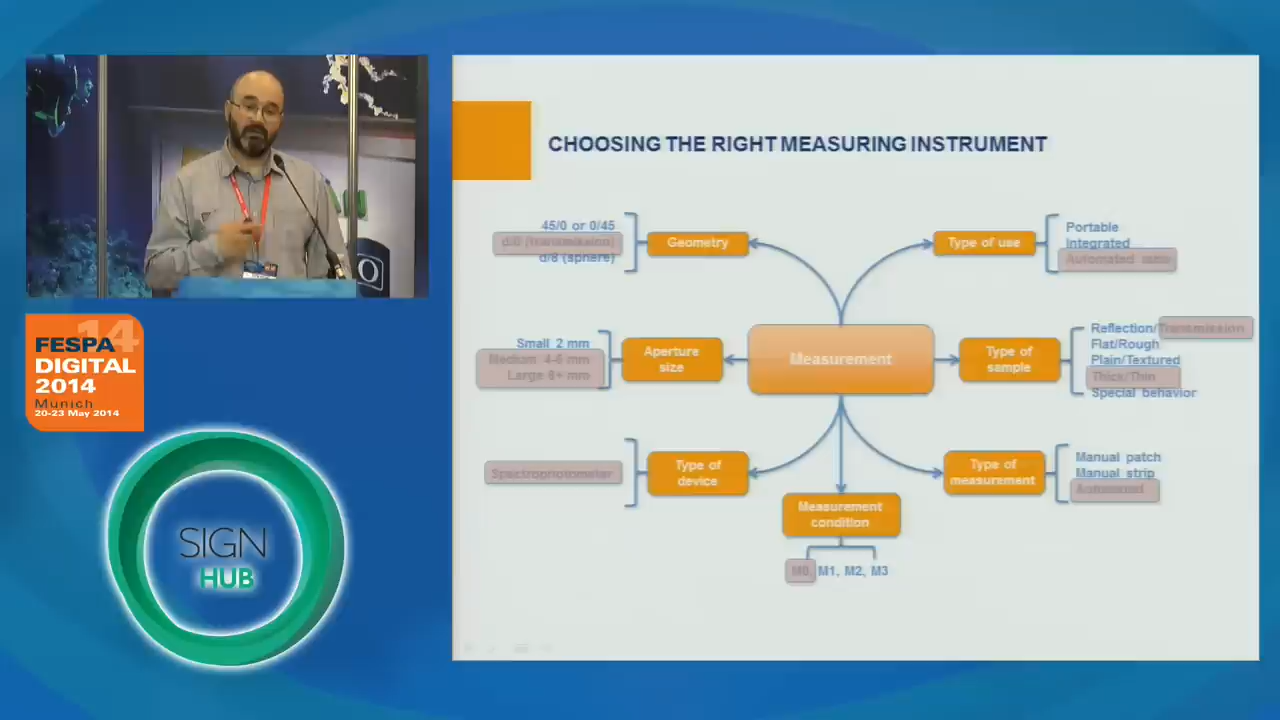 CHOOSING THE RIGHT MEASURING INSTRUMENT
45/0 or 0/45
d/0 (transmission)
d/8 (sphere)
Geometry
Type of use
Portable
Integrated
Automated
Small 2 mm
Medium 4-6 mm
Large 8+ mm
Aperture
size
Measurement
Type of
sample
Reflection/Transmission
Flat/Rough
Plain/Textured
Thick/Thin
Special behavior
Spectrophotometer
Type of
device
Measurement
condition
M0, M1, M2, M3
Type of
measurement
Manual patch
Manual strip
Automated
14
FESPA
DIGITAL
2014
Munich
20-23 May 2014
SIGN
HUB